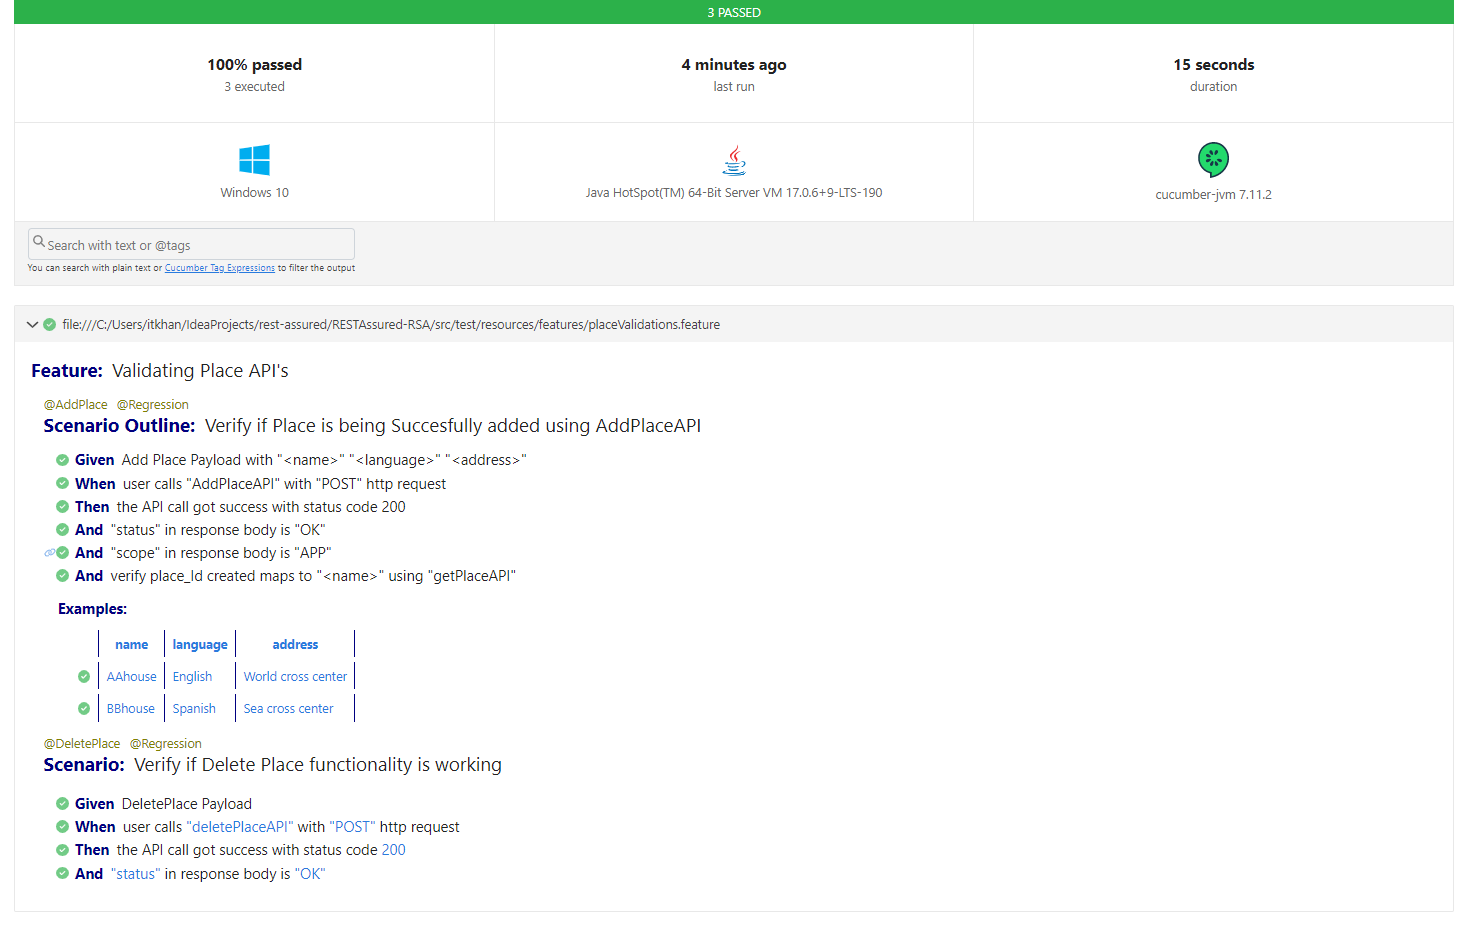 3 PASSED
100% passed
3 executed
4 minutes ago
last run
15 seconds
duration
Windows 10
Java HotSpot(TM) 64-Bit Server VM 17.0.6+9-LTS-190
cucumber-jvm 7.11.2
Search with text or @tags
You can search with plain text or Cucumber Tag Expressions to filter the output
file:///C:/Users/itkhan/IdeaProjects/rest-assured/RESTAssured-RSA/src/test/resources/features/placeValidations.feature
Feature: Validating Place API's
@AddPlace @Regression
Scenario Outline: Verify if Place is being Succesfully added using AddPlaceAPI
Given Add Place Payload with "<name>" "<language>" "<address>"
When user calls "AddPlaceAPI" with "POST" http request
Then the API call got success with status code 200
And "status" in response body is "OK"
And "scope" in response body is "APP"
And verify place_Id created maps to "<name>" using "getPlaceAPI"
Examples:
name language address
AAhouse English World cross center
BBhouse Spanish Sea cross center
@DeletePlace @Regression
Scenario: Verify if Delete Place functionality is working
Given DeletePlace Payload
When user calls "deletePlaceAPI" with "POST" http request
Then the API call got success with status code 200
And "status" in response body is "OK"